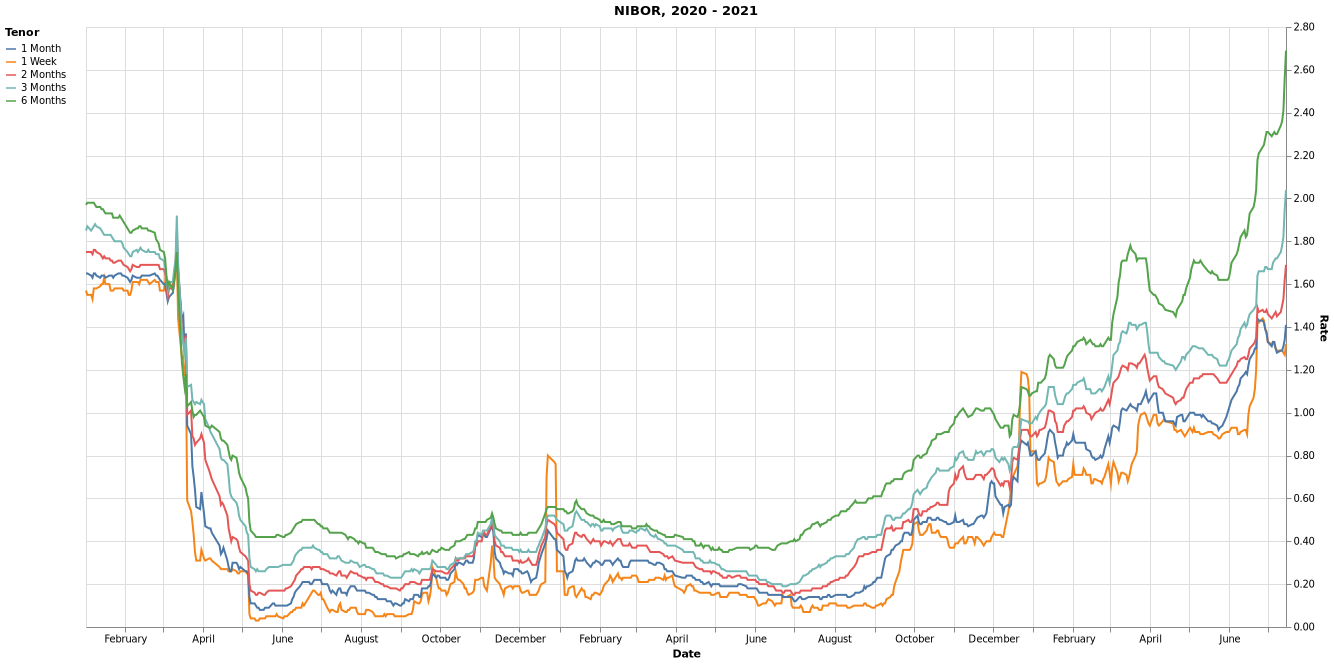 NIBOR, 2020 - 2021
Tenor
1 Month
1 Week
2 Months
3 Months
6 Months
2.80
2.60
2.40
2.20
2.00
1.80
1.60
1.40
1.20
1.00
0.80
0.60
0.40
0.20
0.00
Rate
February April June August October December February April June August October December February April June
Date